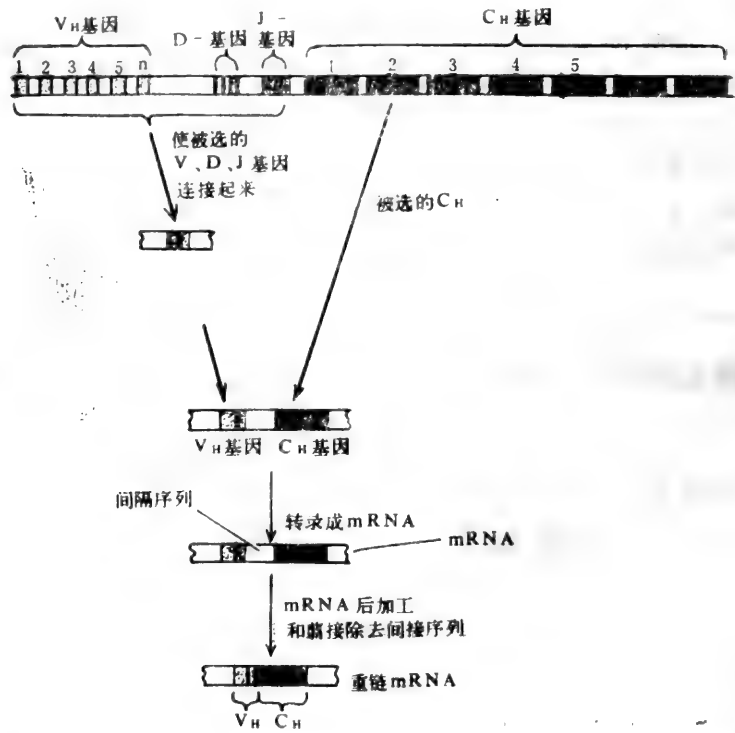 VH基因
D-基因
J-
基因
CH基因
1 2 3 4 5 n
1 2 3 4 5
使被选的
V、D、J基因
连接起来
被选的CH
VH基因 CH基因
间隔序列
转录成mRNA
mRNA
mRNA后加工
和剪接除去间接序列
重链mRNA
VH CH